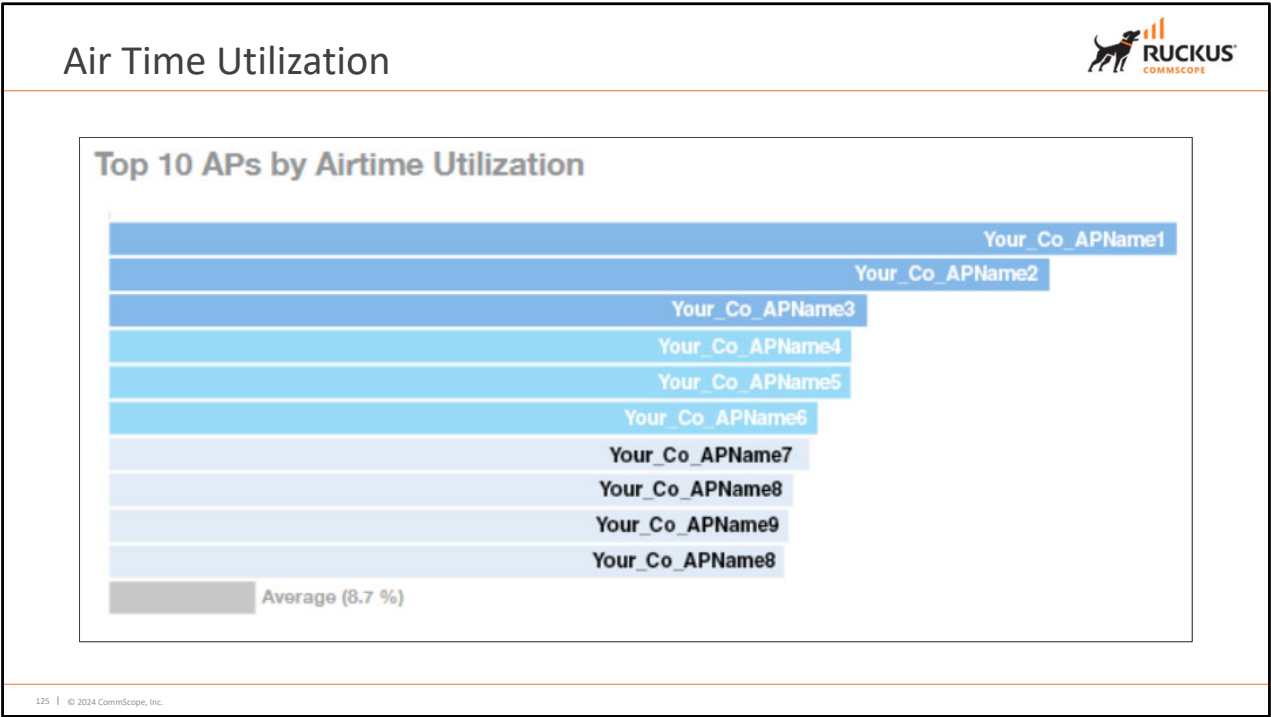 Air Time Utilization
RUCKUS
COMMSCOPE
Top 10 APs by Airtime Utilization
Your_Co_APName1
Your_Co_APName2
Your_Co_APName3
Your_Co_APName4
Your_Co_APName5
Your_Co_APName6
Your_Co_APName7
Your_Co_APName8
Your_Co_APName9
Your_Co_APName8
Average (8.7 %)
125 | © 2024 CommScope, Inc.